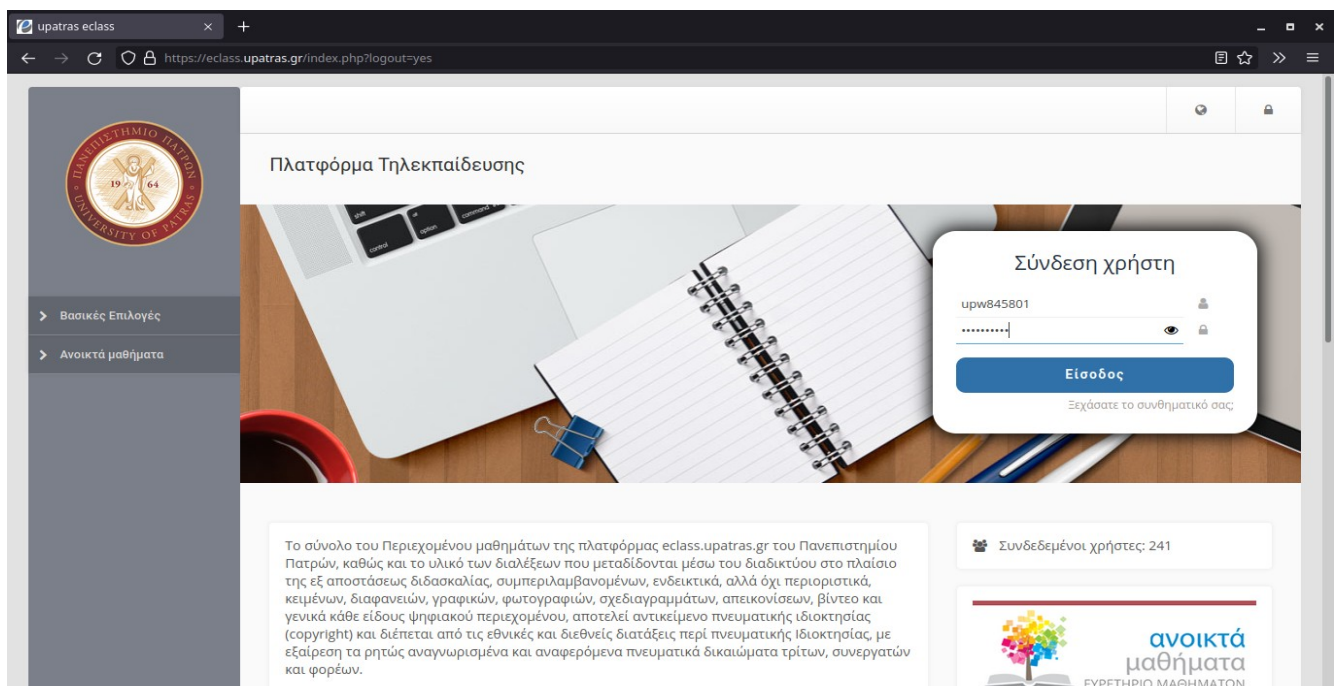 upatras eclass
https://eclass.upatras.gr/index.php?logout=yes
ΠΑΝΕΠΙΣΤΗΜΙΟ ΠΑΤΡΩΝ
19 64
UNIVERSITY OF PATRAS
Βασικές Επιλογές
Ανοικτά μαθήματα
Πλατφόρμα Τηλεκπαίδευσης
shift
control
option
alt
command
Σύνδεση χρήστη
upw845801
••••••••••
Είσοδος
Ξεχάσατε το συνθηματικό σας;
Το σύνολο του Περιεχομένου μαθημάτων της πλατφόρμας eclass.upatras.gr του Πανεπιστημίου
Πατρών, καθώς και το υλικό των διαλέξεων που μεταδίδονται μέσω του διαδικτύου στο πλαίσιο
της εξ αποστάσεως διδασκαλίας, συμπεριλαμβανομένων, ενδεικτικά, αλλά όχι περιοριστικά,
κειμένων, διαφανειών, γραφικών, φωτογραφιών, σχεδιαγραμμάτων, απεικονίσεων, βίντεο και
γενικά κάθε είδους ψηφιακού περιεχομένου, αποτελεί αντικείμενο πνευματικής ιδιοκτησίας
(copyright) και διέπεται από τις εθνικές και διεθνείς διατάξεις περί πνευματικής Ιδιοκτησίας, με
εξαίρεση τα ρητώς αναγνωρισμένα και αναφερόμενα πνευματικά δικαιώματα τρίτων, συνεργατών
και φορέων.
Συνδεδεμένοι χρήστες: 241
ανοικτά
μαθήματα
ΕΥΡΕΤΗΡΙΟ ΜΑΘΗΜΑΤΩΝ